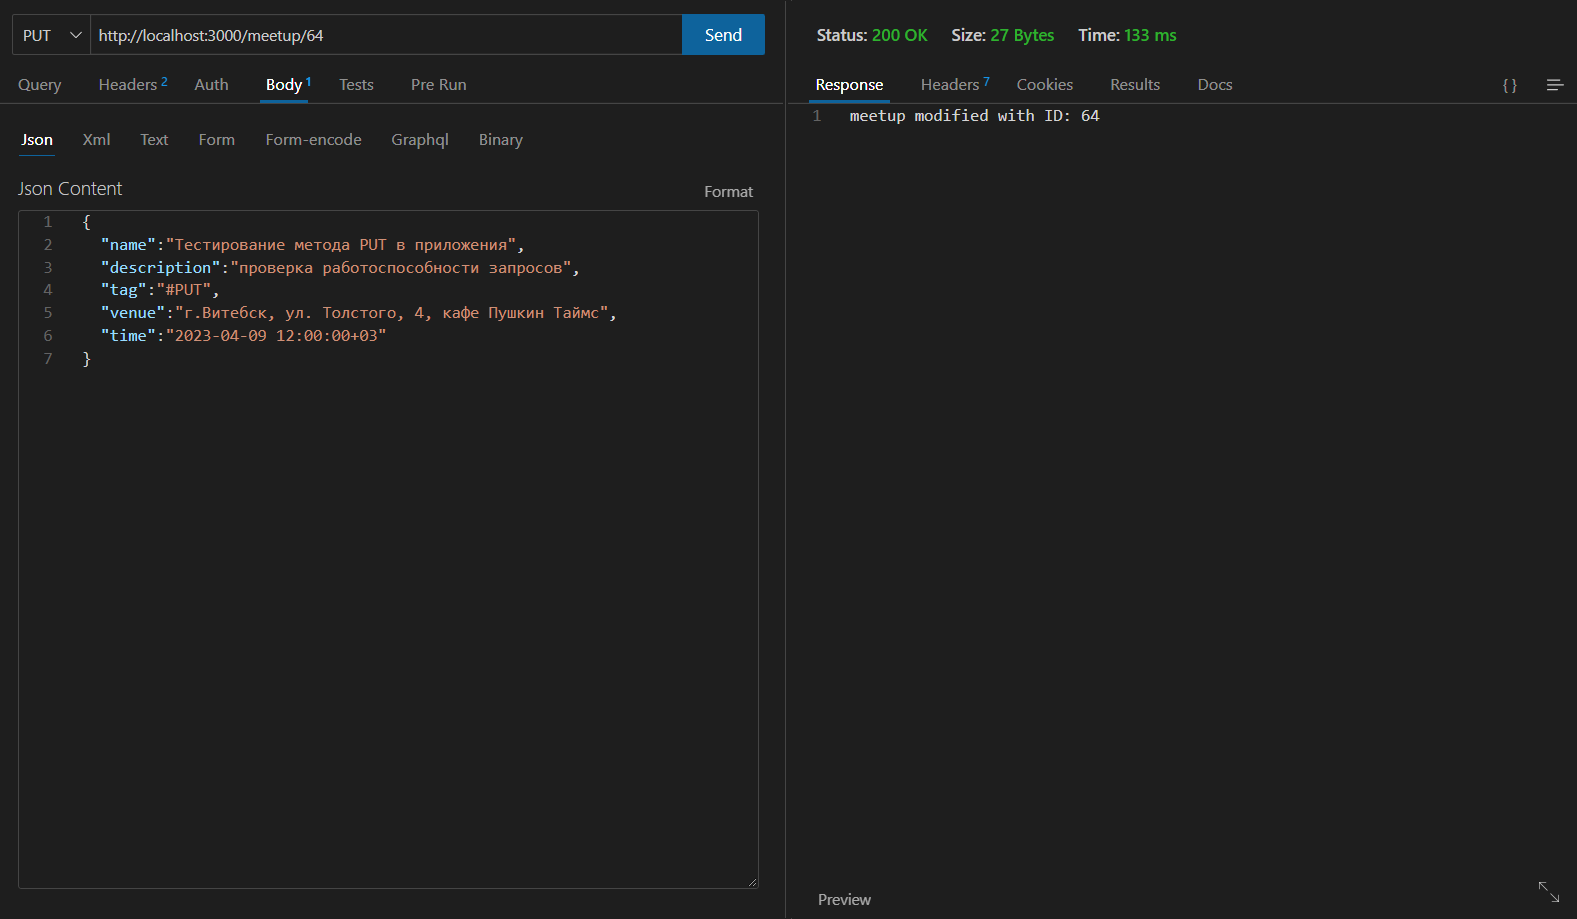 PUT http://localhost:3000/meetup/64 Send
Query Headers 2 Auth Body 1 Tests Pre Run
Json Xml Text Form Form-encode Graphql Binary
Json Content Format
1 {
2 "name":"Тестирование метода PUT в приложения",
3 "description":"проверка работоспособности запросов",
4 "tag":"#PUT",
5 "venue":"г.Витебск, ул. Толстого, 4, кафе Пушкин Таймс",
6 "time":"2023-04-09 12:00:00+03"
7 }
Status: 200 OK Size: 27 Bytes Time: 133 ms
Response Headers 7 Cookies Results Docs { }
1 meetup modified with ID: 64
Preview